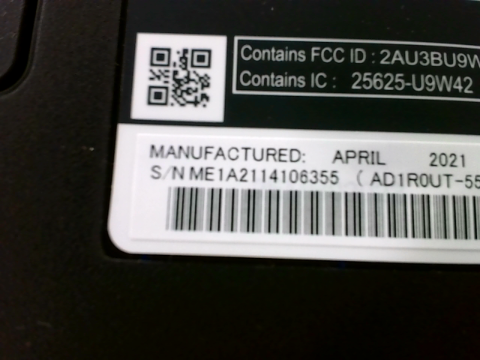 Contains FCC ID : 2AU3BU9W
Contains IC : 25625-U9W42
MANUFACTURED: APRIL 2021
S/N ME1A2114106355 ( AD1R0UT-55